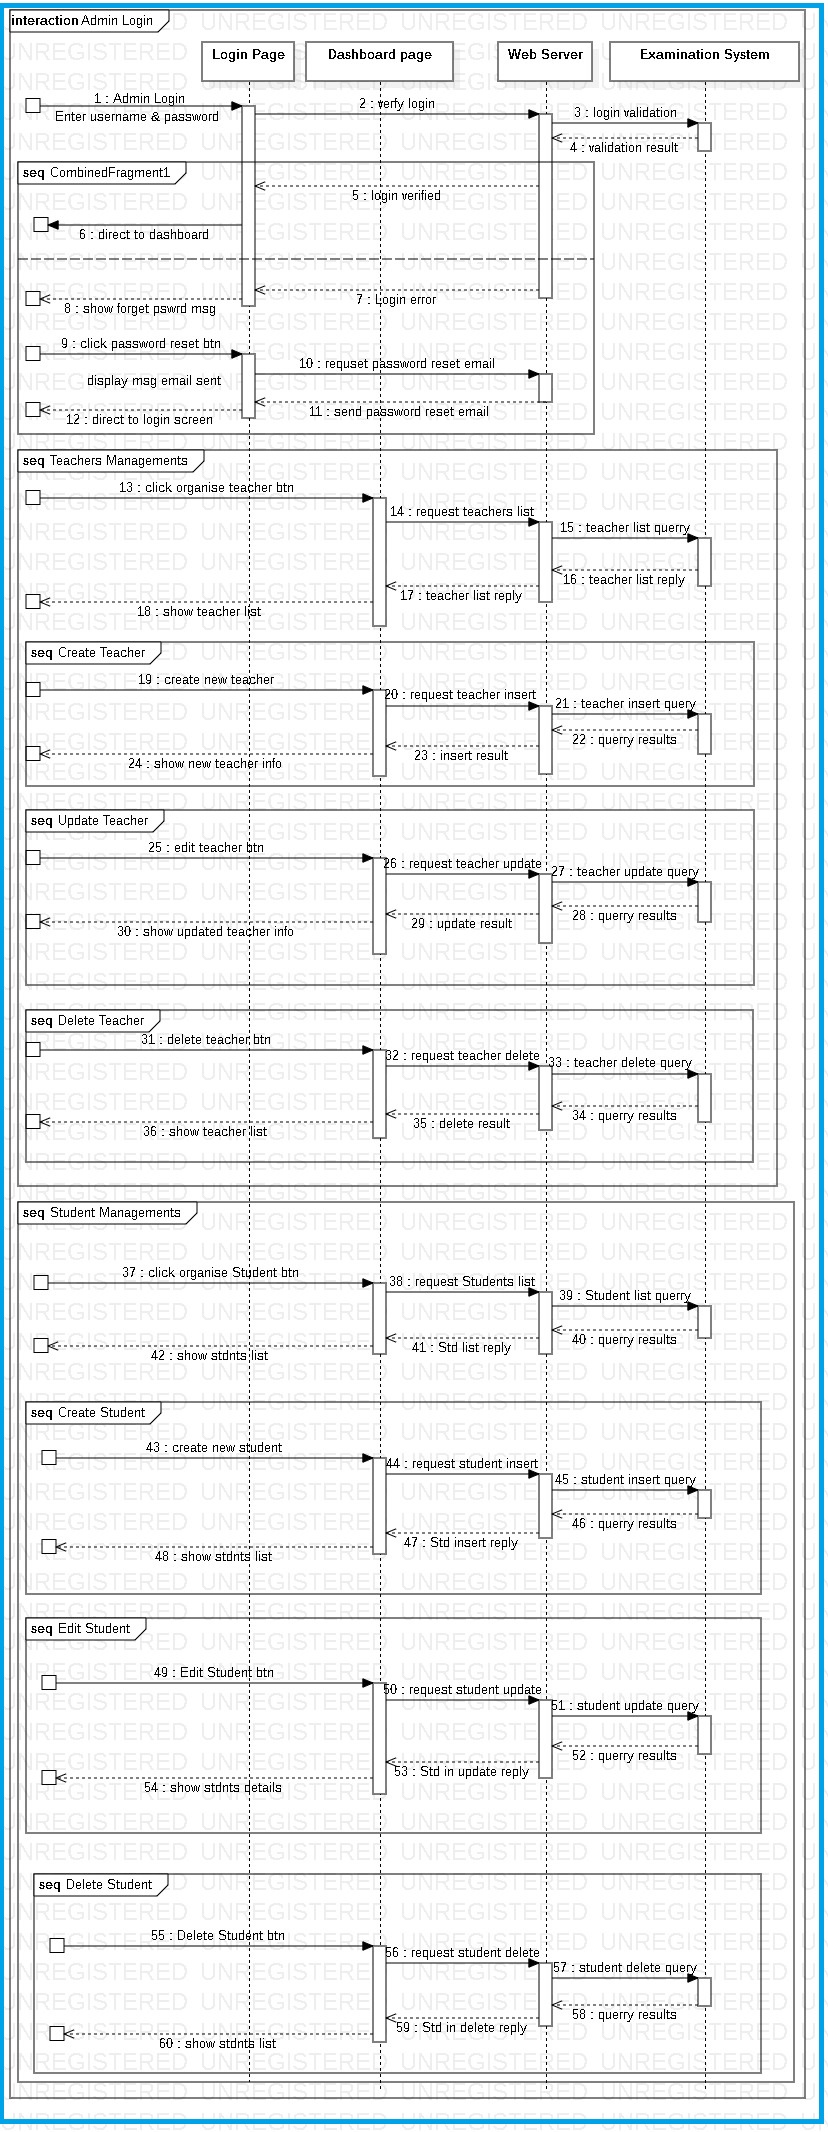 interaction Admin Login
Login Page
Dashboard page
Web Server
Examination System
1 : Admin Login
Enter username & password
2 : verfy login
3 : login validation
4 : validation result
seq CombinedFragment1
5 : login verified
6 : direct to dashboard
7 : Login error
8 : show forget pswrd msg
9 : click password reset btn
10 : requset password reset email
display msg email sent
11 : send password reset email
12 : direct to login screen
seq Teachers Managements
13 : click organise teacher btn
14 : request teachers list
15 : teacher list querry
16 : teacher list reply
17 : teacher list reply
18 : show teacher list
seq Create Teacher
19 : create new teacher
20 : request teacher insert
21 : teacher insert query
22 : querry results
23 : insert result
24 : show new teacher info
seq Update Teacher
25 : edit teacher btn
26 : request teacher update
27 : teacher update query
28 : querry results
29 : update result
30 : show updated teacher info
seq Delete Teacher
31 : delete teacher btn
32 : request teacher delete
33 : teacher delete query
34 : querry results
35 : delete result
36 : show teacher list
seq Student Managements
37 : click organise Student btn
38 : request Students list
39 : Student list querry
40 : querry results
41 : Std list reply
42 : show stdnts list
seq Create Student
43 : create new student
44 : request student insert
45 : student insert query
46 : querry results
47 : Std insert reply
48 : show stdnts list
seq Edit Student
49 : Edit Student btn
50 : request student update
51 : student update query
52 : querry results
53 : Std in update reply
54 : show stdnts details
seq Delete Student
55 : Delete Student btn
56 : request student delete
57 : student delete query
58 : querry results
59 : Std in delete reply
60 : show stdnts list
UNREGISTERED